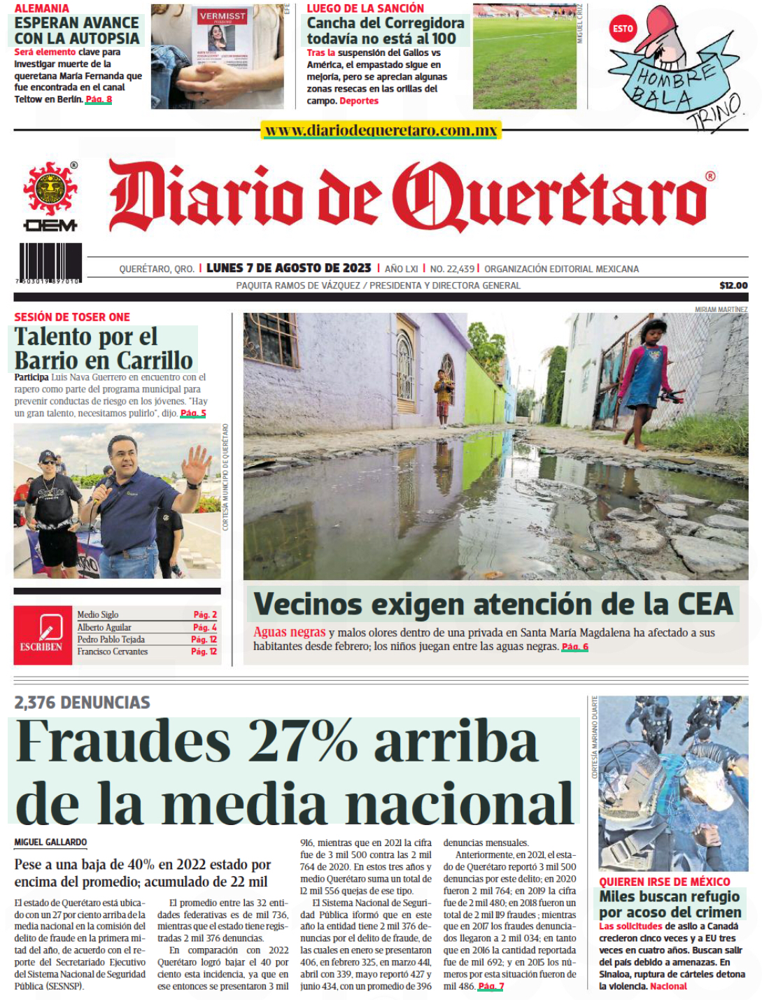 ALEMANIA
ESPERAN AVANCE
CON LA AUTOPSIA
Será elemento clave para
investigar muerte de la
queretana María Fernanda que
fue encontrada en el canal
Teltow en Berlín. Pág. 8
EFE
VERMISST
LUEGO DE LA SANCIÓN
Cancha del Corregidora
todavía no está al 100
Tras la suspensión del Gallos vs
América, el empastado sigue en
mejoría, pero se aprecian algunas
zonas resecas en las orillas del
campo. Deportes
MIGUEL CRUZ
ESTO
HOMBRE
BALA
TRINO.
www.diariodequeretaro.com.mx
OEM
Diario de Querétaro
7 503019 897010
QUERÉTARO, QRO. | LUNES 7 DE AGOSTO DE 2023 | AÑO LXI | NO. 22,439 | ORGANIZACIÓN EDITORIAL MEXICANA
PAQUITA RAMOS DE VÁZQUEZ / PRESIDENTA Y DIRECTORA GENERAL
$12.00
SESIÓN DE TOSER ONE
Talento por el
Barrio en Carrillo
Participa Luis Nava Guerrero en encuentro con el
rapero como parte del programa municipal para
prevenir conductas de riesgo en los jóvenes. "Hay
un gran talento, necesitamos pulirlo", dijo. Pág. 5
CORTESÍA MUNICIPIO DE QUERÉTARO
ESCRIBEN
Medio Siglo Pág. 2
Alberto Aguilar Pág. 4
Pedro Pablo Tejada Pág. 12
Francisco Cervantes Pág. 12
MIRIAM MARTÍNEZ
Vecinos exigen atención de la CEA
Aguas negras y malos olores dentro de una privada en Santa María Magdalena ha afectado a sus
habitantes desde febrero; los niños juegan entre las aguas negras. Pág. 6
2,376 DENUNCIAS
Fraudes 27% arriba
de la media nacional
MIGUEL GALLARDO
Pese a una baja de 40% en 2022 estado por
encima del promedio; acumulado de 22 mil
El estado de Querétaro está ubica-
do con un 27 por ciento arriba de la
media nacional en la comisión del
delito de fraude en la primera mi-
tad del año, de acuerdo con el re-
porte del Secretariado Ejecutivo
del Sistema Nacional de Seguridad
Pública (SESNSP).
El promedio entre las 32 enti-
dades federativas es de mil 736,
mientras que el estado tiene regis-
tradas 2 mil 376 denuncias.
En comparación con 2022
Querétaro logró bajar el 40 por
ciento esta incidencia, ya que en
ese entonces se presentaron 3 mil
916, mientras que en 2021 la cifra
fue de 3 mil 500 contra las 2 mil
764 de 2020. En estos tres años y
medio Querétaro suma un total de
12 mil 556 quejas de ese tipo.
El Sistema Nacional de Seguri-
dad Pública iformó que en este
año la entidad tiene 2 mil 376 de-
nuncias por el delito de fraude, de
las cuales en enero se presentaron
406, en febrero 325, en marzo 441,
abril con 339, mayo reportó 427 y
junio 434, con un promedio de 396
denuncias mensuales.
Anteriormente, en 2021, el esta-
do de Querétaro reportó 3 mil 500
denuncias por este delito; en 2020
fueron 2 mil 764; en 2019 la cifra
fue de 2 mil 480; en 2018 fueron un
total de 2 mil 119 fraudes ; mientras
que en 2017 los fraudes denuncia-
dos llegaron a 2 mil 034; en tanto
que en 2016 la cantidad reportada
fue de mil 692; y en 2015 los nú-
meros por esta situación fueron de
mil 486. Pág. 7
CORTESÍA MARIANO DUARTE
QUIEREN IRSE DE MÉXICO
Miles buscan refugio
por acoso del crimen
Las solicitudes de asilo a Canadá
crecieron cinco veces y a EU tres
veces en cuatro años. Buscan salir
del país debido a amenazas. En
Sinaloa, ruptura de cárteles detona
la violencia. Nacional